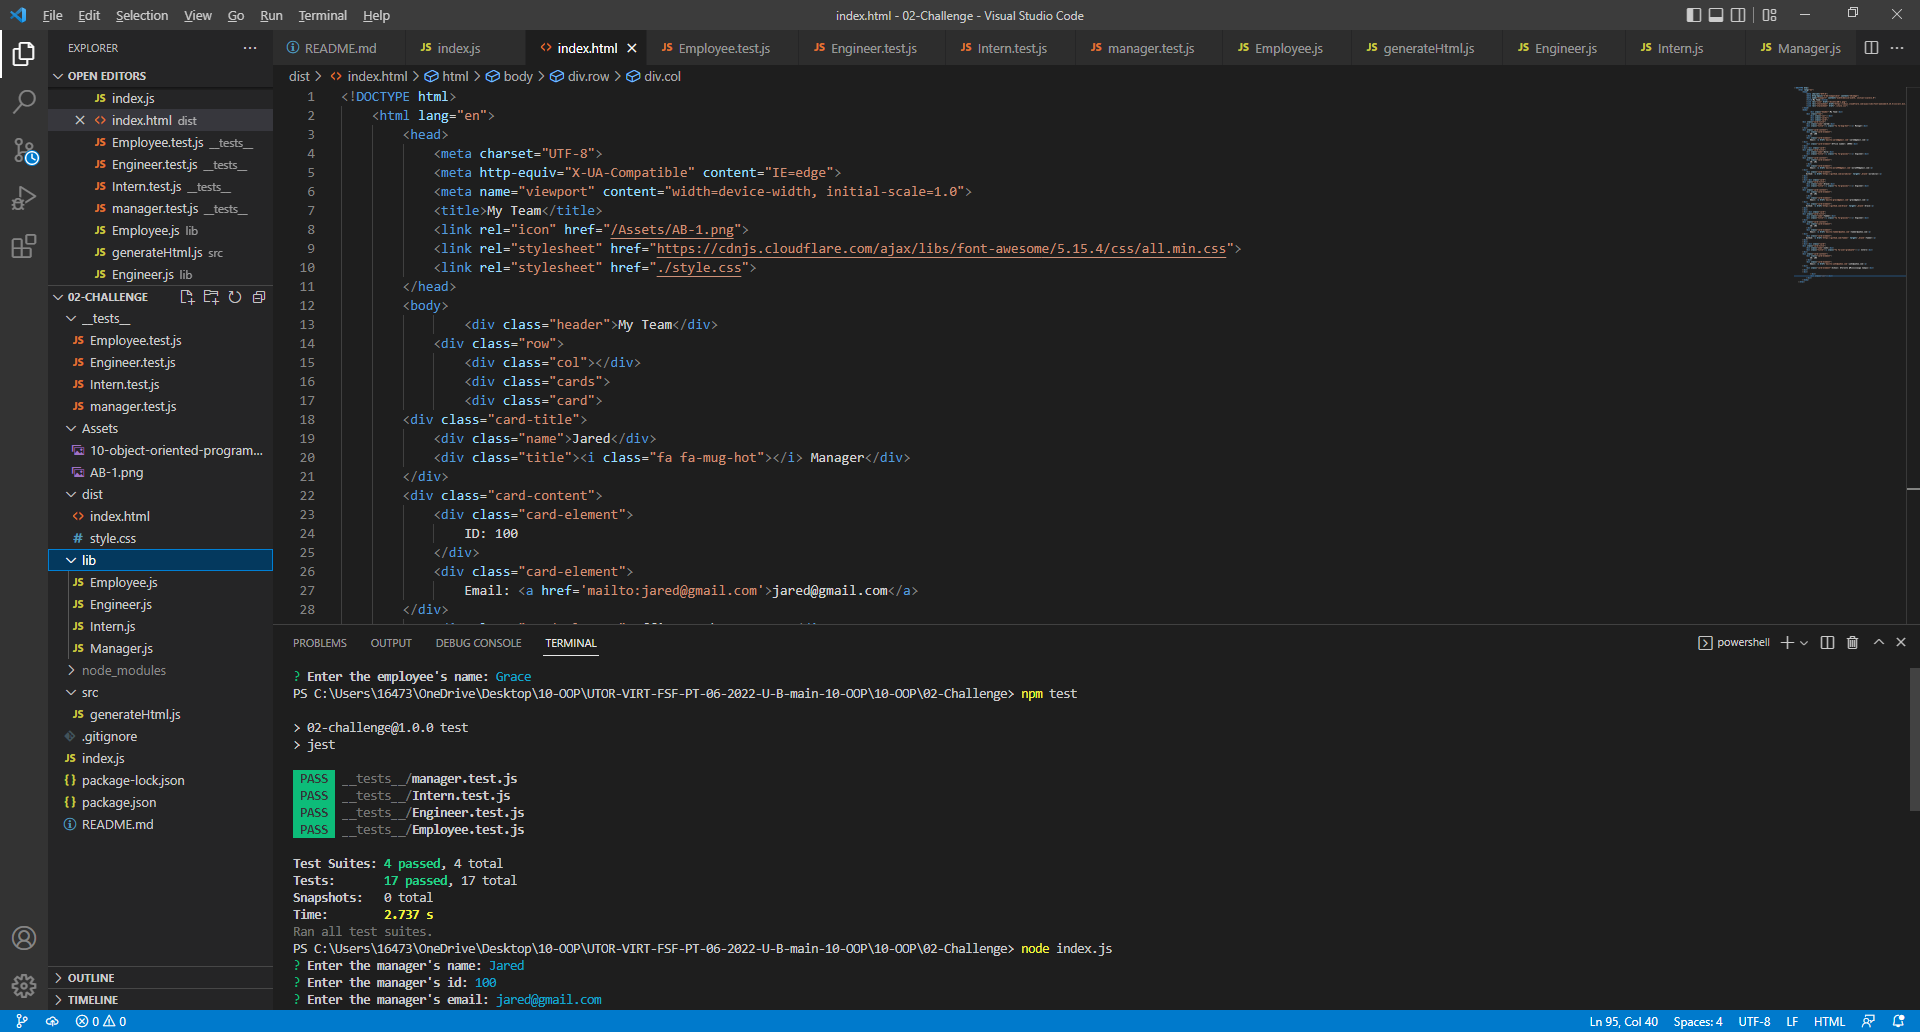 File Edit Selection View Go Run Terminal Help
index.html - 02-Challenge - Visual Studio Code
EXPLORER
OPEN EDITORS
JS index.js
index.html dist
JS Employee.test.js __tests__
JS Engineer.test.js __tests__
JS Intern.test.js __tests__
JS manager.test.js __tests__
JS Employee.js lib
JS generateHtml.js src
JS Engineer.js lib
02-CHALLENGE
__tests__
JS Employee.test.js
JS Engineer.test.js
JS Intern.test.js
JS manager.test.js
Assets
10-object-oriented-program...
AB-1.png
dist
index.html
# style.css
lib
JS Employee.js
JS Engineer.js
JS Intern.js
JS Manager.js
node_modules
src
JS generateHtml.js
.gitignore
JS index.js
{} package-lock.json
{} package.json
README.md
OUTLINE
TIMELINE
README.md JS index.js index.html JS Employee.test.js JS Engineer.test.js JS Intern.test.js JS manager.test.js JS Employee.js JS generateHtml.js JS Engineer.js JS Intern.js JS Manager.js
dist > index.html > html > body > div.row > div.col
1 <!DOCTYPE html>
2 <html lang="en">
3 <head>
4 <meta charset="UTF-8">
5 <meta http-equiv="X-UA-Compatible" content="IE=edge">
6 <meta name="viewport" content="width=device-width, initial-scale=1.0">
7 <title>My Team</title>
8 <link rel="icon" href="/Assets/AB-1.png">
9 <link rel="stylesheet" href="https://cdnjs.cloudflare.com/ajax/libs/font-awesome/5.15.4/css/all.min.css">
10 <link rel="stylesheet" href="./style.css">
11 </head>
12 <body>
13 <div class="header">My Team</div>
14 <div class="row">
15 <div class="col"></div>
16 <div class="cards">
17 <div class="card">
18 <div class="card-title">
19 <div class="name">Jared</div>
20 <div class="title"><i class="fa fa-mug-hot"></i> Manager</div>
21 </div>
22 <div class="card-content">
23 <div class="card-element">
24 ID: 100
25 </div>
26 <div class="card-element">
27 Email: <a href='mailto:jared@gmail.com'>jared@gmail.com</a>
28 </div>
PROBLEMS OUTPUT DEBUG CONSOLE TERMINAL
powershell
? Enter the employee's name: Grace
PS C:\Users\16473\OneDrive\Desktop\10-OOP\UTOR-VIRT-FSF-PT-06-2022-U-B-main-10-OOP\10-OOP\02-Challenge> npm test
> 02-challenge@1.0.0 test
> jest
PASS __tests__/manager.test.js
PASS __tests__/Intern.test.js
PASS __tests__/Engineer.test.js
PASS __tests__/Employee.test.js
Test Suites: 4 passed, 4 total
Tests: 17 passed, 17 total
Snapshots: 0 total
Time: 2.737 s
Ran all test suites.
PS C:\Users\16473\OneDrive\Desktop\10-OOP\UTOR-VIRT-FSF-PT-06-2022-U-B-main-10-OOP\10-OOP\02-Challenge> node index.js
? Enter the manager's name: Jared
? Enter the manager's id: 100
? Enter the manager's email: jared@gmail.com
0 0
Ln 95, Col 40 Spaces: 4 UTF-8 LF HTML